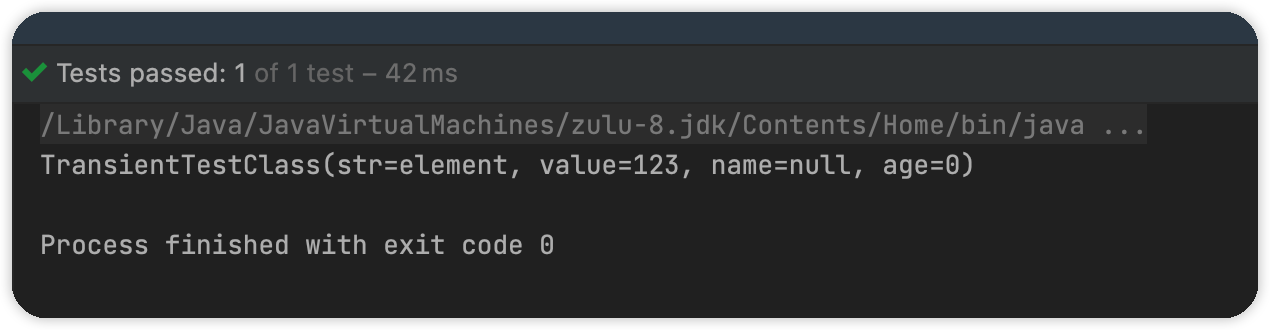 Tests passed: 1 of 1 test – 42 ms
/Library/Java/JavaVirtualMachines/zulu-8.jdk/Contents/Home/bin/java ...
TransientTestClass(str=element, value=123, name=null, age=0)
Process finished with exit code 0